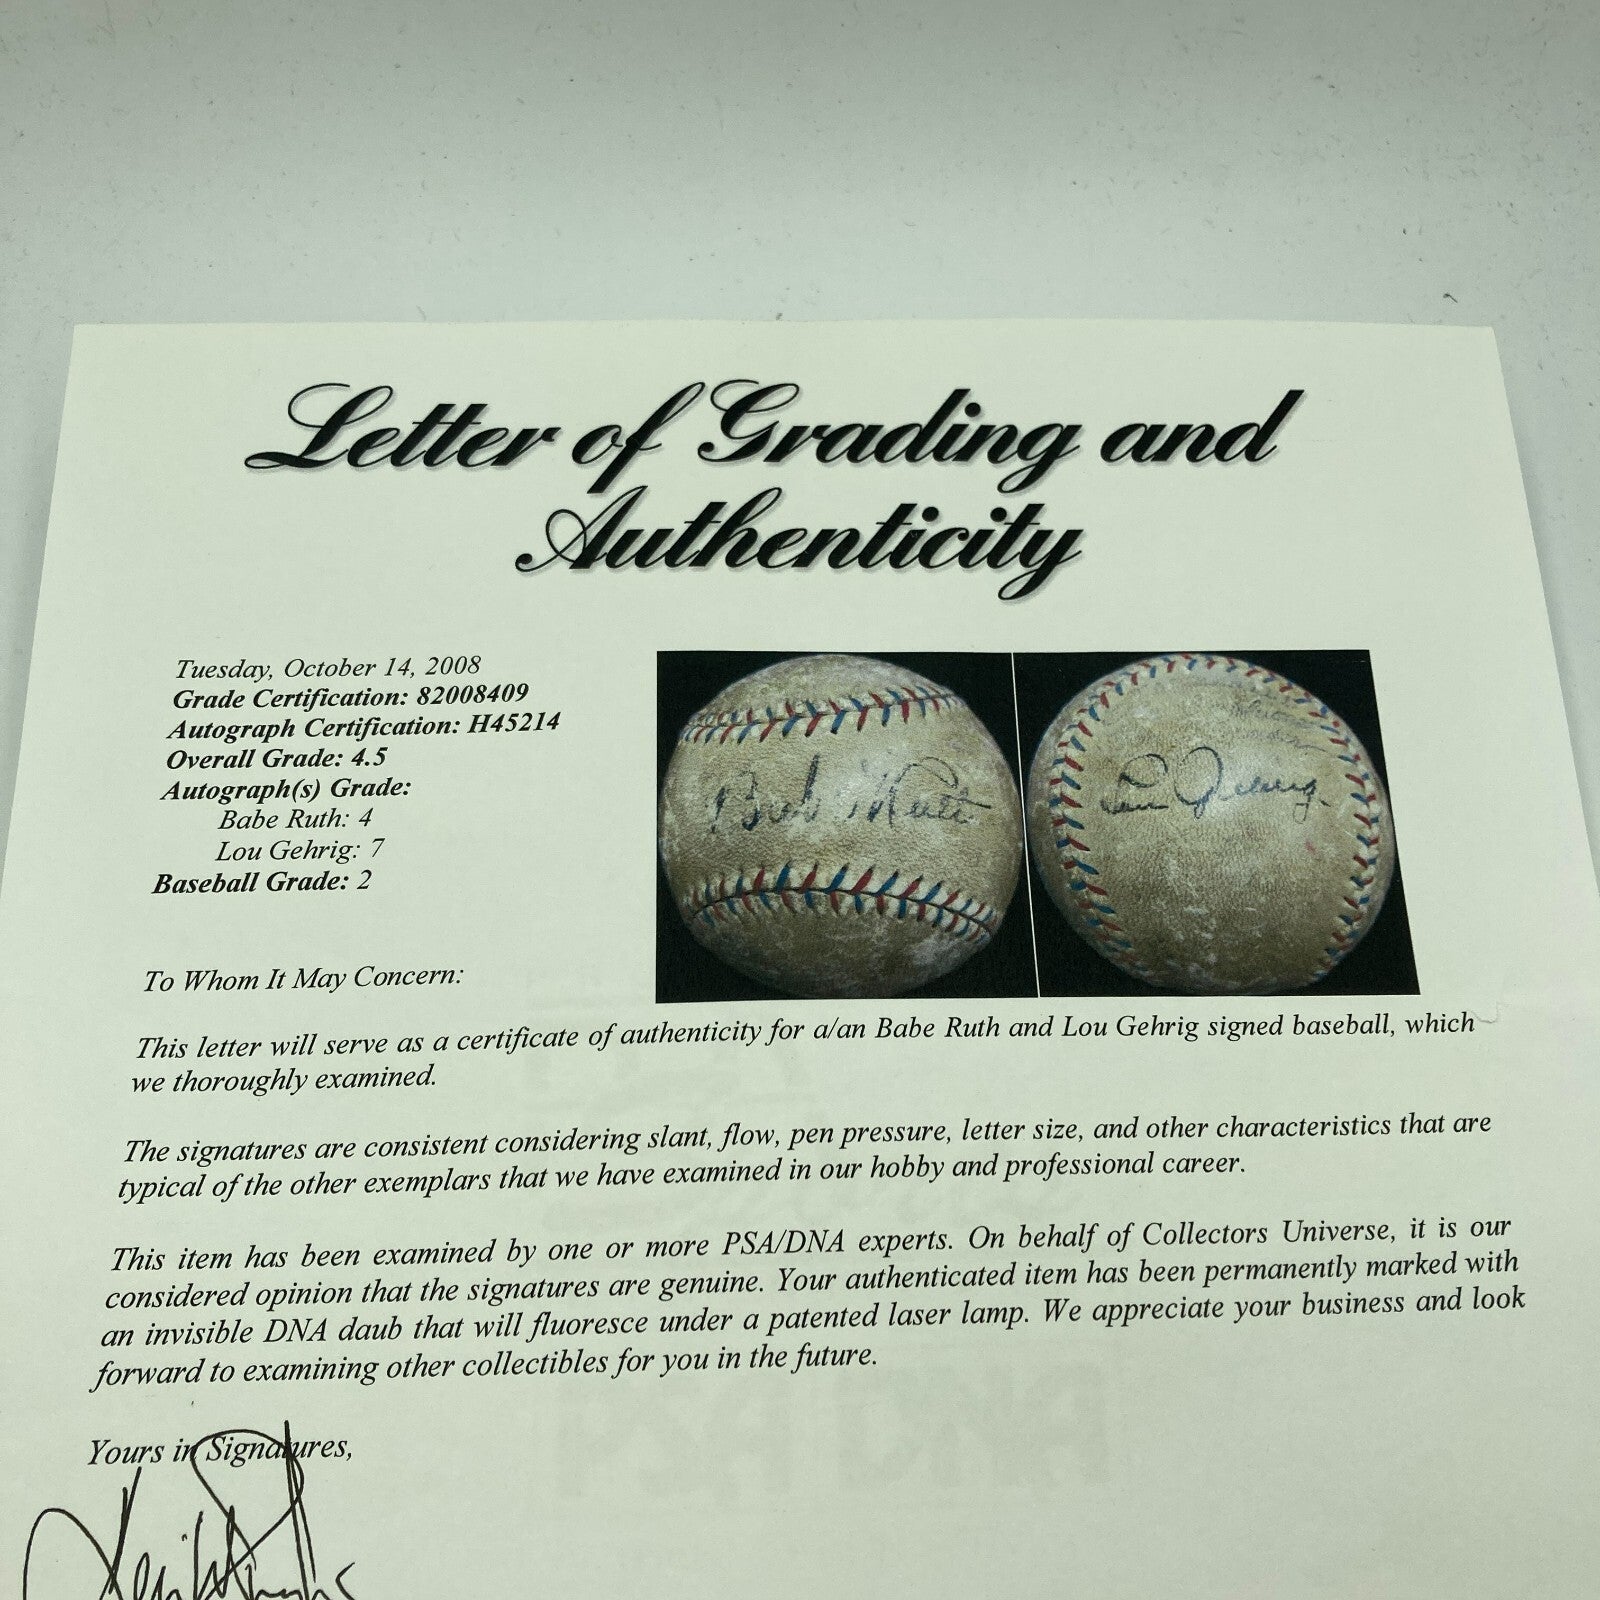 Letter of Grading and
Authenticity
Tuesday, October 14, 2008
Grade Certification: 82008409
Autograph Certification: H45214
Overall Grade: 4.5
Autograph(s) Grade:
Babe Ruth: 4
Lou Gehrig: 7
Baseball Grade: 2
Babe Ruth
Lou Gehrig
To Whom It May Concern:
This letter will serve as a certificate of authenticity for a/an Babe Ruth and Lou Gehrig signed baseball, which
we thoroughly examined.
The signatures are consistent considering slant, flow, pen pressure, letter size, and other characteristics that are
typical of the other exemplars that we have examined in our hobby and professional career.
This item has been examined by one or more PSA/DNA experts. On behalf of Collectors Universe, it is our
considered opinion that the signatures are genuine. Your authenticated item has been permanently marked with
an invisible DNA daub that will fluoresce under a patented laser lamp. We appreciate your business and look
forward to examining other collectibles for you in the future.
Yours in Signatures,